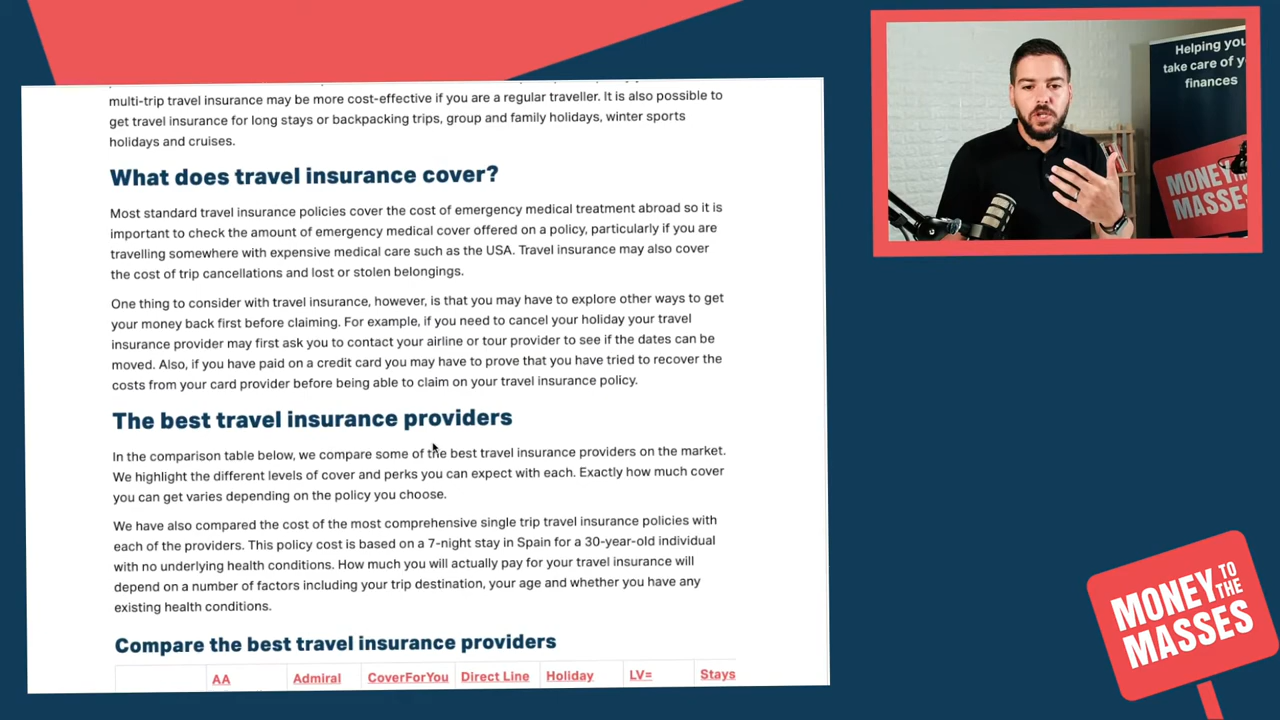 multi-trip travel insurance may be more cost-effective if you are a regular traveller. It is also possible to
get travel insurance for long stays or backpacking trips, group and family holidays, winter sports
holidays and cruises.
What does travel insurance cover?
Most standard travel insurance policies cover the cost of emergency medical treatment abroad so it is
important to check the amount of emergency medical cover offered on a policy, particularly if you are
travelling somewhere with expensive medical care such as the USA. Travel insurance may also cover
the cost of trip cancellations and lost or stolen belongings.
One thing to consider with travel insurance, however, is that you may have to explore other ways to get
your money back first before claiming. For example, if you need to cancel your holiday your travel
insurance provider may first ask you to contact your airline or tour provider to see if the dates can be
moved. Also, if you have paid on a credit card you may have to prove that you have tried to recover the
costs from your card provider before being able to claim on your travel insurance policy.
The best travel insurance providers
In the comparison table below, we compare some of the best travel insurance providers on the market.
We highlight the different levels of cover and perks you can expect with each. Exactly how much cover
you can get varies depending on the policy you choose.
We have also compared the cost of the most comprehensive single trip travel insurance policies with
each of the providers. This policy cost is based on a 7-night stay in Spain for a 30-year-old individual
with no underlying health conditions. How much you will actually pay for your travel insurance will
depend on a number of factors including your trip destination, your age and whether you have any
existing health conditions.
Compare the best travel insurance providers
AA Admiral CoverForYou Direct Line Holiday LV= Stays
Helping you
take care of y
finances
MONEY
MASSES
MONEY TO THE
MASSES